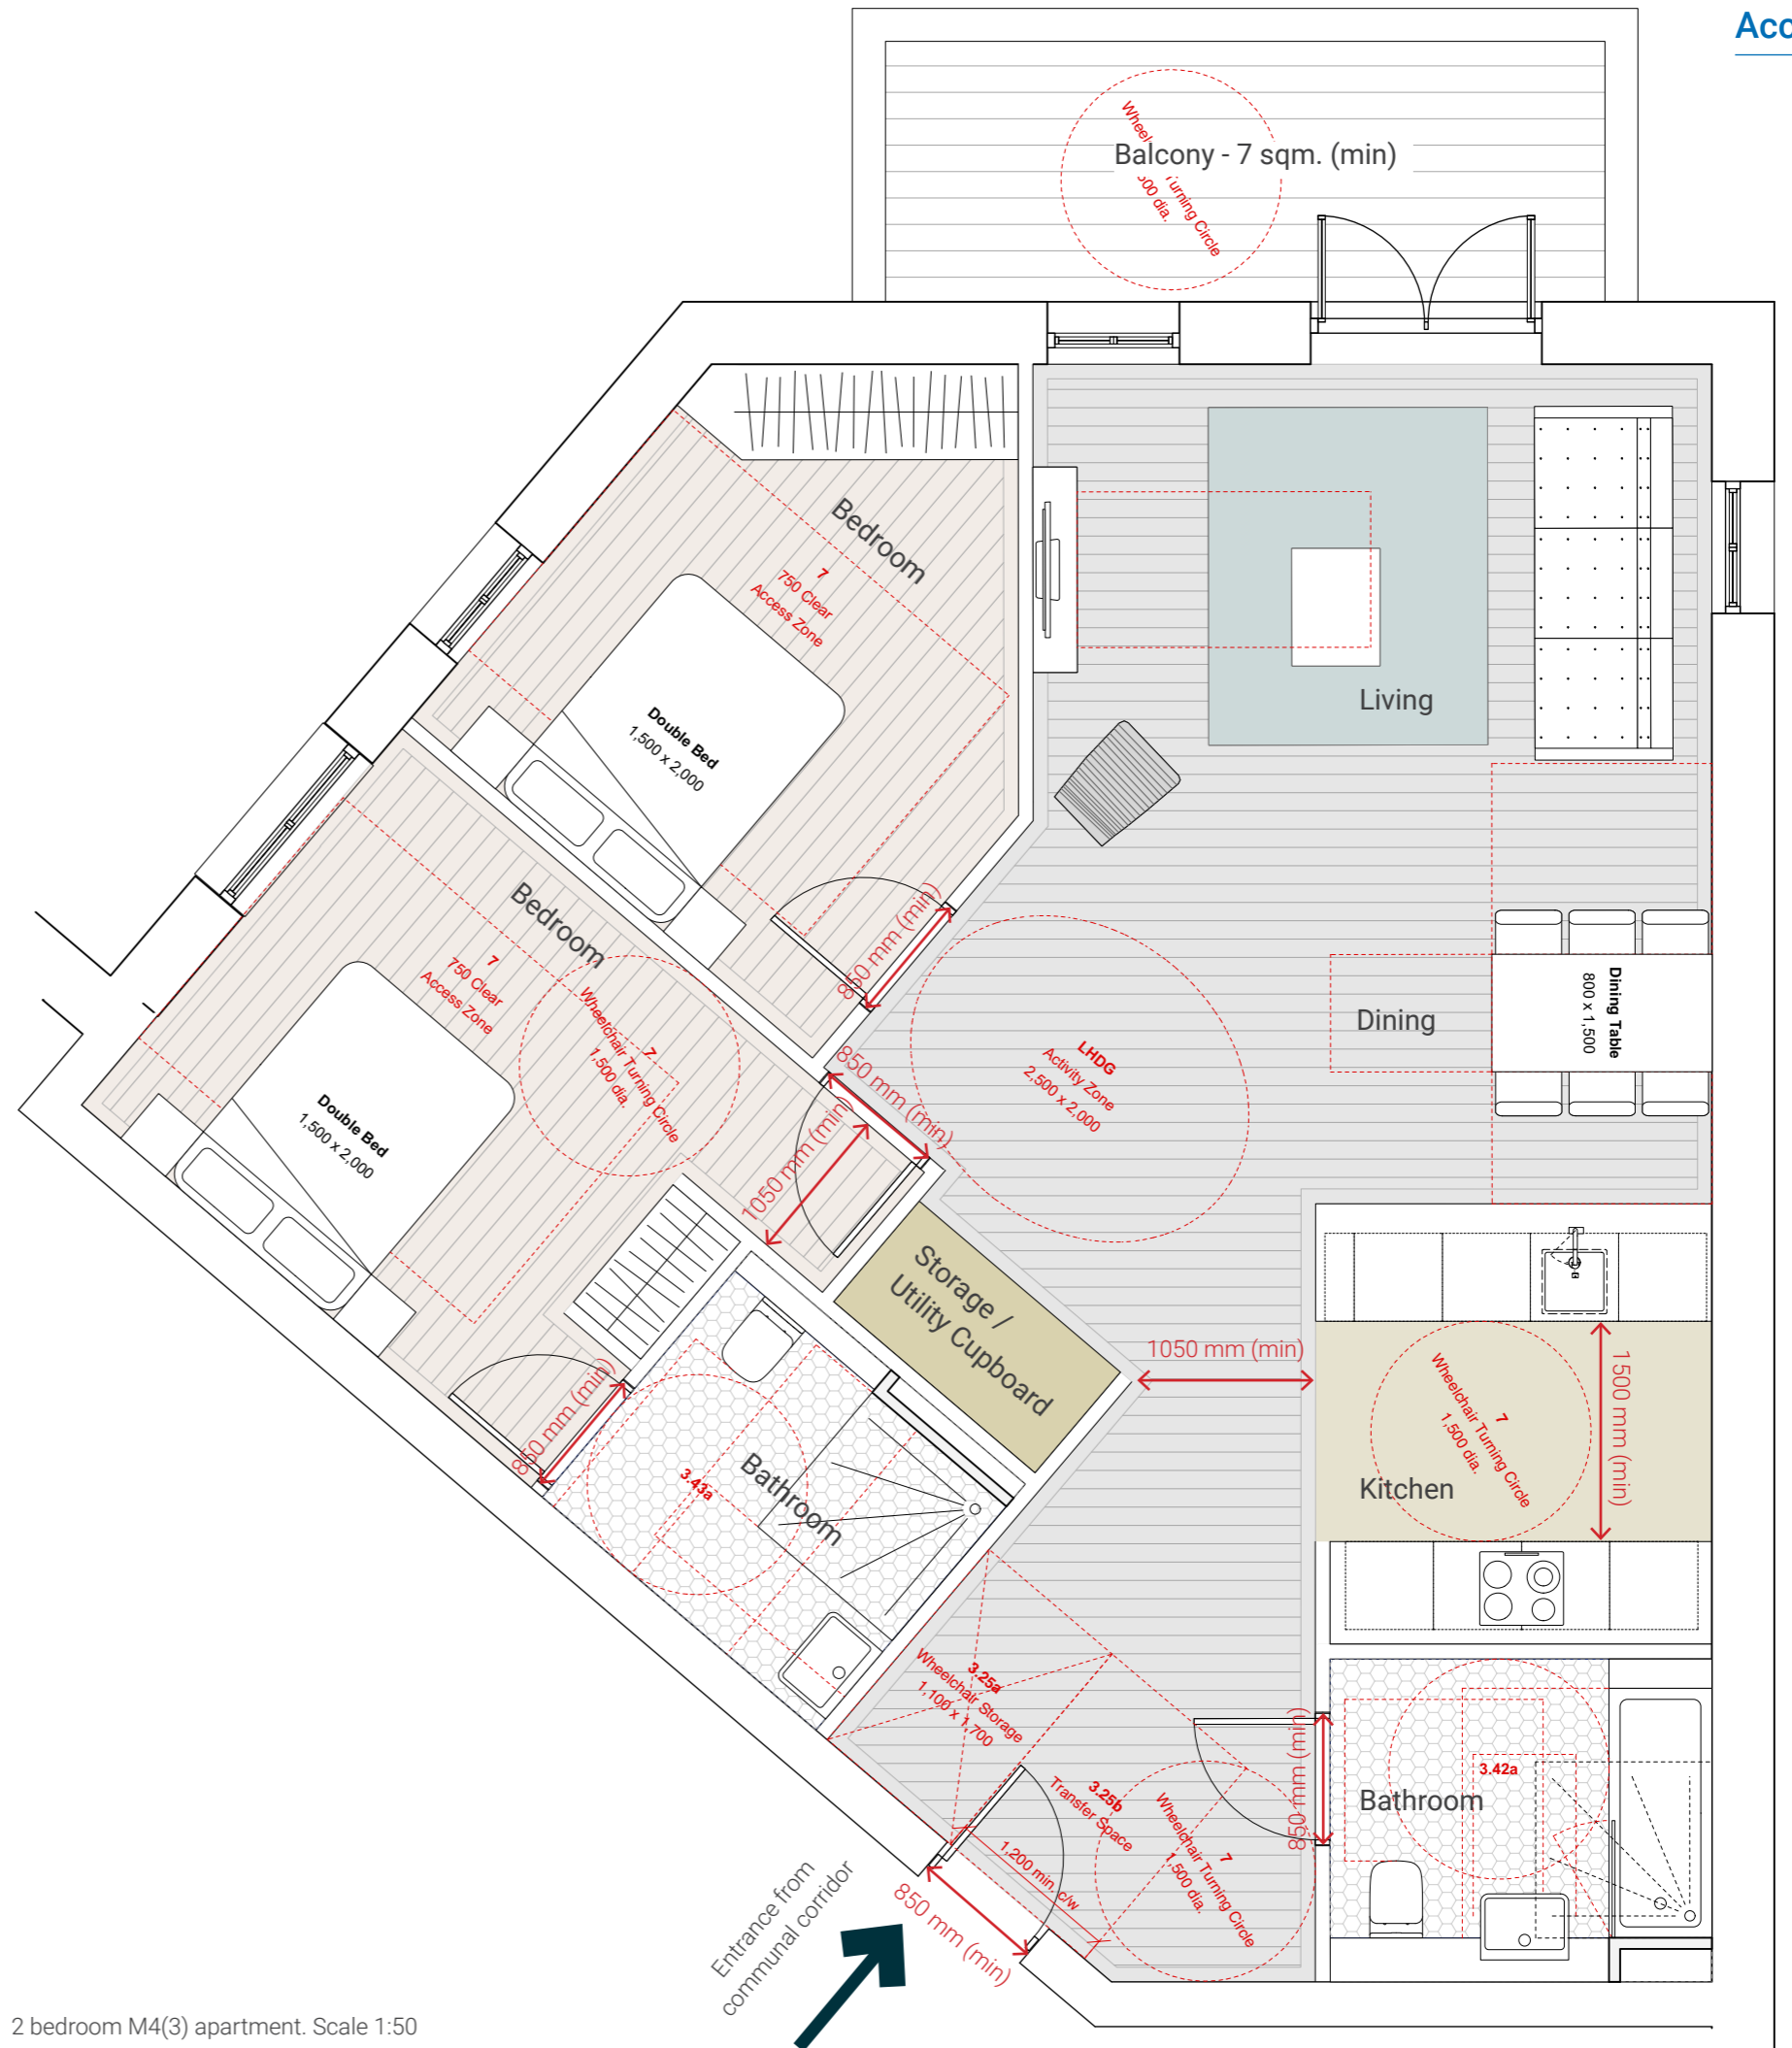 Acc
Wheel
Turning Circle
500 dia.
Balcony - 7 sqm. (min)
Bedroom
7
750 Clear
Access Zone
Double Bed
1,500 x 2,000
Living
850 mm (min)
Bedroom
7
750 Clear
Access Zone
7
Wheelchair Turning Circle
1,500 dia.
Double Bed
1,500 x 2,000
850 mm (min)
1050 mm (min)
LHDG
Activity Zone
2,500 x 2,000
Dining
Dining Table
800 x 1,500
Storage /
Utility Cupboard
1050 mm (min)
7
Wheelchair Turning Circle
1,500 dia.
1500 mm (min)
Kitchen
850 mm (min)
3.43a
Bathroom
3.25a
Wheelchair Storage
1,100 x 1,700
3.25b
Transfer Space
1,200 min. c/w
7
Wheelchair Turning Circle
1,500 dia.
850 mm (min)
3.42a
Bathroom
850 mm (min)
Entrance from
communal corridor
2 bedroom M4(3) apartment. Scale 1:50